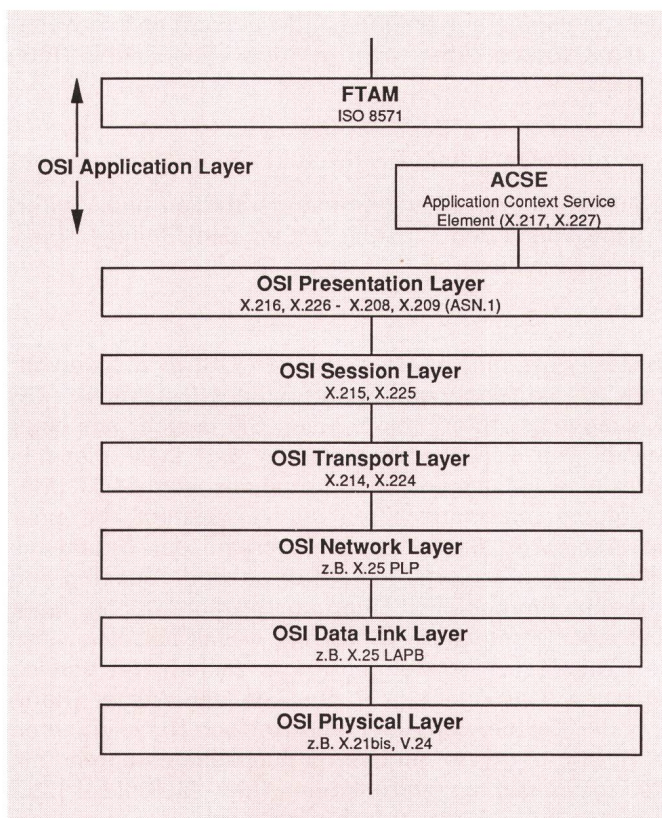 FTAM
ISO 8571
OSI Application Layer
ACSE
Application Context Service
Element (X.217, X.227)
OSI Presentation Layer
X.216, X.226 - X.208, X.209 (ASN.1)
OSI Session Layer
X.215, X.225
OSI Transport Layer
X.214, X.224
OSI Network Layer
z.B. X.25 PLP
OSI Data Link Layer
z.B. X.25 LAPB
OSI Physical Layer
z.B. X.21bis, V.24